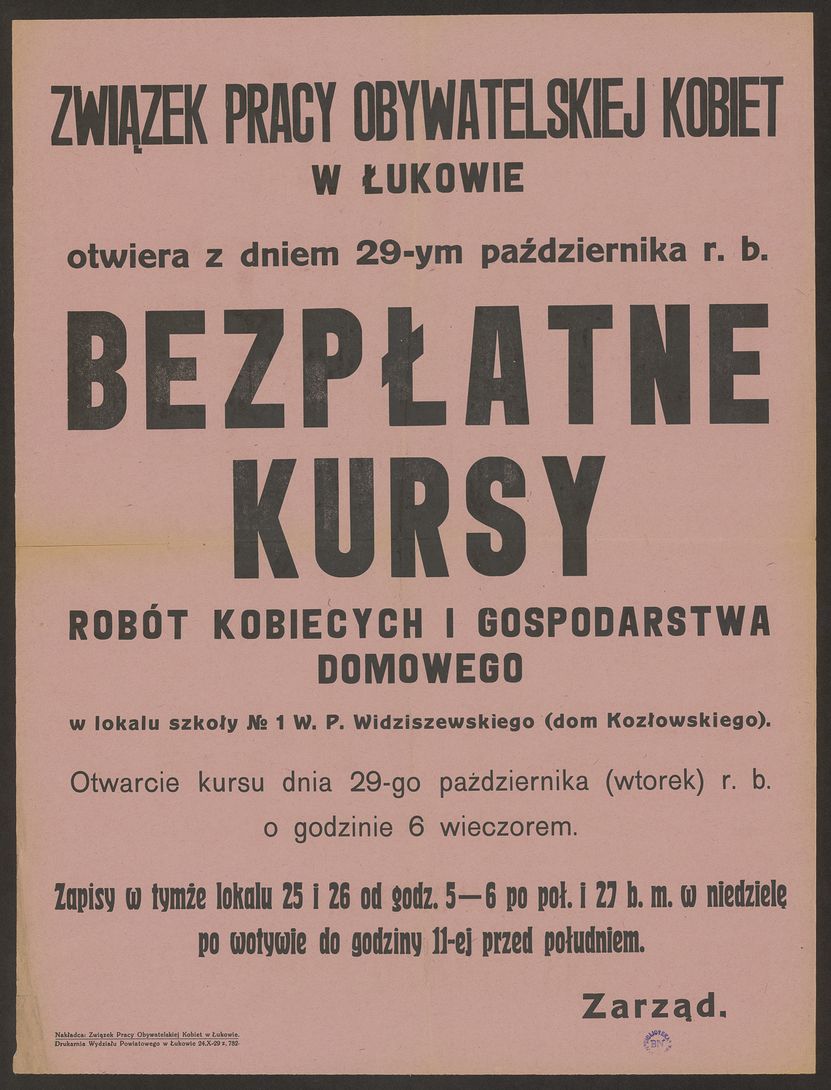 ZWIĄZEK PRACY OBYWATELSKIEJ KOBIET
W ŁUKOWIE
otwiera z dniem 29-ym października r. b.
BEZPŁATNE
KURSY
ROBÓT KOBIECYCH I GOSPODARSTWA
DOMOWEGO
w lokalu szkoły № 1 W. P. Widziszewskiego (dom Kozłowskiego).
Otwarcie kursu dnia 29-go października (wtorek) r. b.
o godzinie 6 wieczorem.
Zapisy w tymże lokalu 25 i 26 od godz. 5—6 po poł. i 27 b. m. w niedzielę
po wotywie do godziny 11-ej przed południem.
Zarząd.
Nakładca: Związek Pracy Obywatelskiej Kobiet w Łukowie.
Drukarnia Wydziału Powiatowego w Łukowie 24.X-29 z. 782-
BIBLIOTEKA
BN